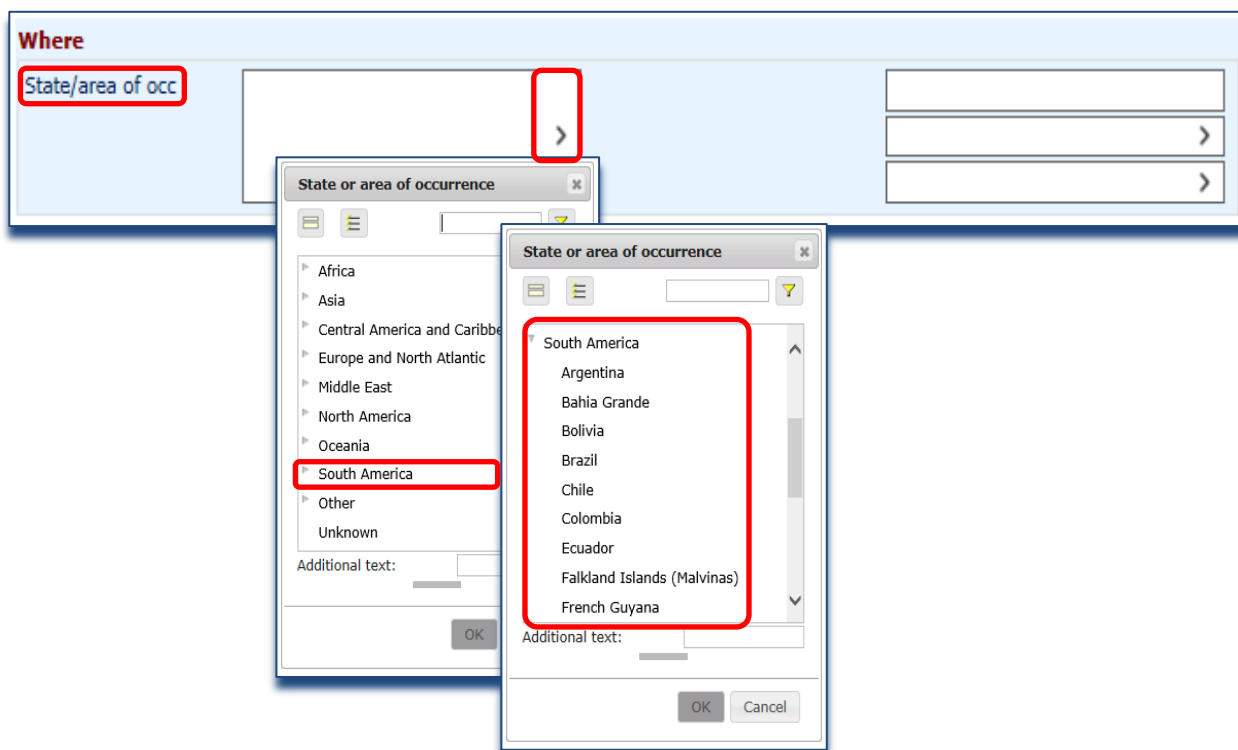 Where
State/area of occ
State or area of occurrence
Africa
Asia
Central America and Caribbe
Europe and North Atlantic
Middle East
North America
Oceania
South America
Other
Unknown
Additional text:
OK
State or area of occurrence
South America
Argentina
Bahia Grande
Bolivia
Brazil
Chile
Colombia
Ecuador
Falkland Islands (Malvinas)
French Guyana
Additional text:
OK Cancel